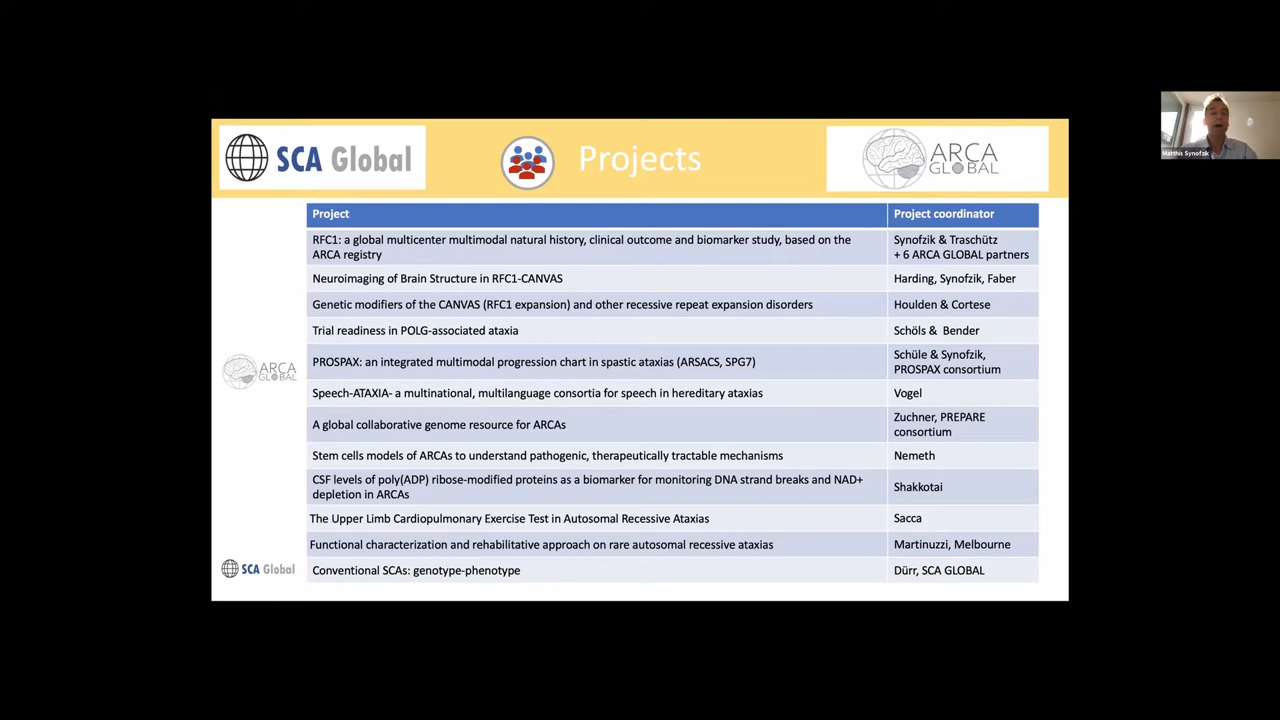 SCA Global
Projects
ARCA
GLOBAL
Matthis Synofzik
Project
Project coordinator
RFC1: a global multicenter multimodal natural history, clinical outcome and biomarker study, based on the
ARCA registry
Synofzik & Traschütz
+ 6 ARCA GLOBAL partners
Neuroimaging of Brain Structure in RFC1-CANVAS
Harding, Synofzik, Faber
Genetic modifiers of the CANVAS (RFC1 expansion) and other recessive repeat expansion disorders
Houlden & Cortese
Trial readiness in POLG-associated ataxia
Schöls & Bender
ARCA
GLOBAL
PROSPAX: an integrated multimodal progression chart in spastic ataxias (ARSACS, SPG7)
Schüle & Synofzik,
PROSPAX consortium
Speech-ATAXIA- a multinational, multilanguage consortia for speech in hereditary ataxias
Vogel
A global collaborative genome resource for ARCAs
Zuchner, PREPARE
consortium
Stem cells models of ARCAs to understand pathogenic, therapeutically tractable mechanisms
Nemeth
CSF levels of poly(ADP) ribose-modified proteins as a biomarker for monitoring DNA strand breaks and NAD+
depletion in ARCAs
Shakkotai
The Upper Limb Cardiopulmonary Exercise Test in Autosomal Recessive Ataxias
Sacca
Functional characterization and rehabilitative approach on rare autosomal recessive ataxias
Martinuzzi, Melbourne
SCA Global
Conventional SCAs: genotype-phenotype
Dürr, SCA GLOBAL